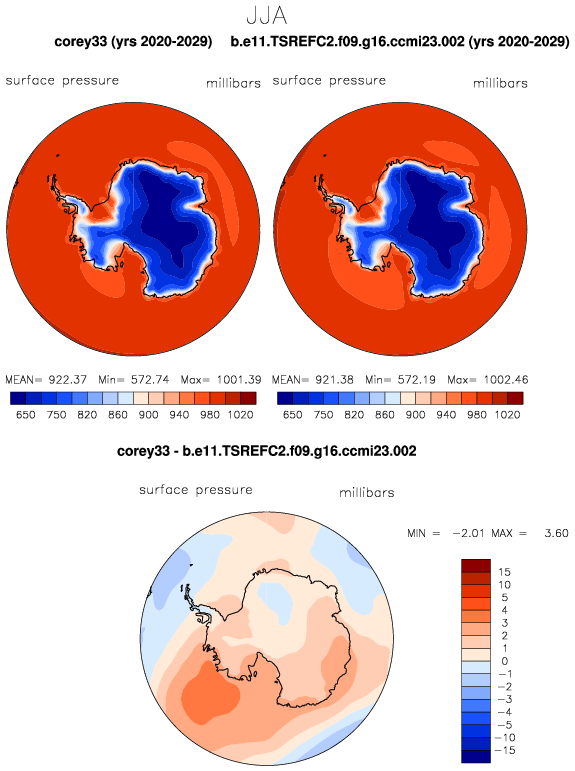 JJA
corey33 (yrs 2020-2029) b.e11.TSREFC2.f09.g16.ccmi23.002 (yrs 2020-2029)
surface pressure millibars surface pressure millibars
MEAN= 922.37 Min= 572.74 Max= 1001.39 MEAN= 921.38 Min= 572.19 Max= 1002.46
650 750 820 860 900 940 980 1020 650 750 820 860 900 940 980 1020
corey33 - b.e11.TSREFC2.f09.g16.ccmi23.002
surface pressure millibars
MIN = -2.01 MAX = 3.60
15
10
5
4
3
2
1
0
-1
-2
-3
-4
-5
-10
-15